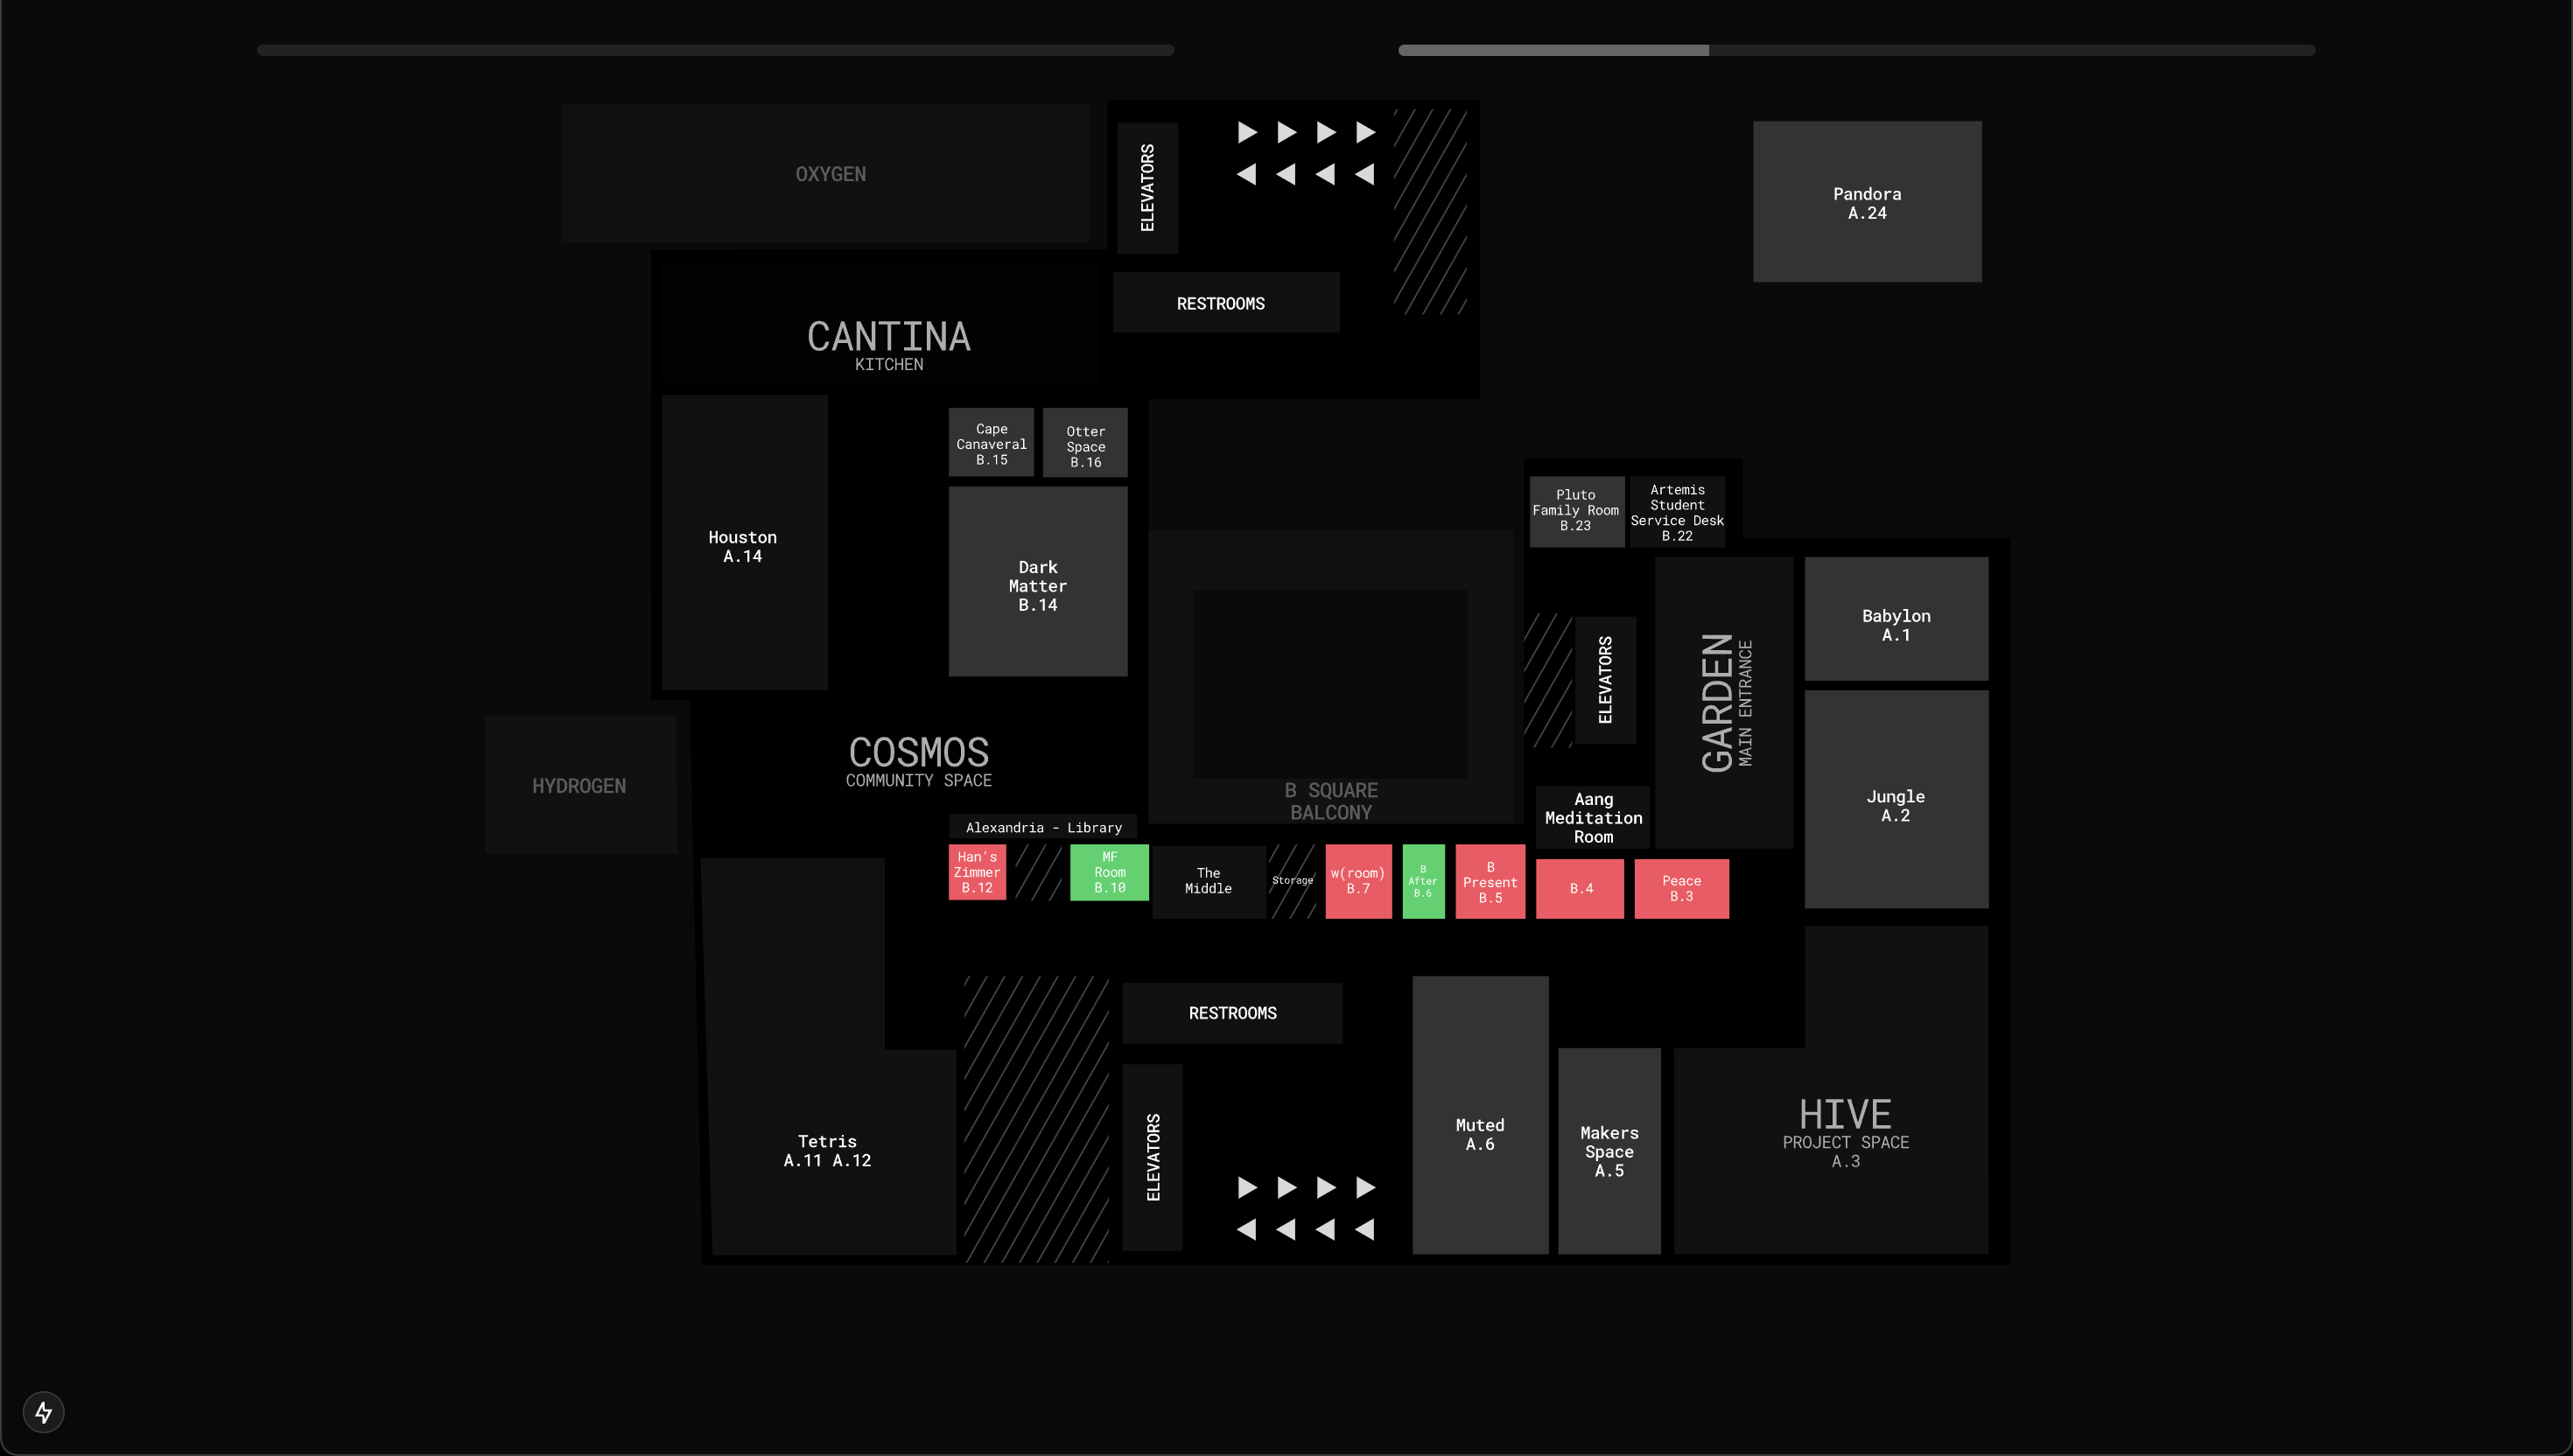 OXYGEN
ELEVATORS
Pandora
A.24
RESTROOMS
CANTINA
KITCHEN
Cape
Canaveral
B.15
Otter
Space
B.16
Houston
A.14
Dark
Matter
B.14
Pluto
Family Room
B.23
Artemis
Student
Service Desk
B.22
Babylon
A.1
ELEVATORS
GARDEN
MAIN ENTRANCE
COSMOS
COMMUNITY SPACE
HYDROGEN
B SQUARE
BALCONY
Aang
Meditation
Room
Jungle
A.2
Alexandria - Library
Han's
Zimmer
B.12
MF
Room
B.10
The
Middle
Storage
w(room)
B.7
B
After
B.6
B
Present
B.5
B.4
Peace
B.3
RESTROOMS
Tetris
A.11 A.12
ELEVATORS
Muted
A.6
Makers
Space
A.5
HIVE
PROJECT SPACE
A.3